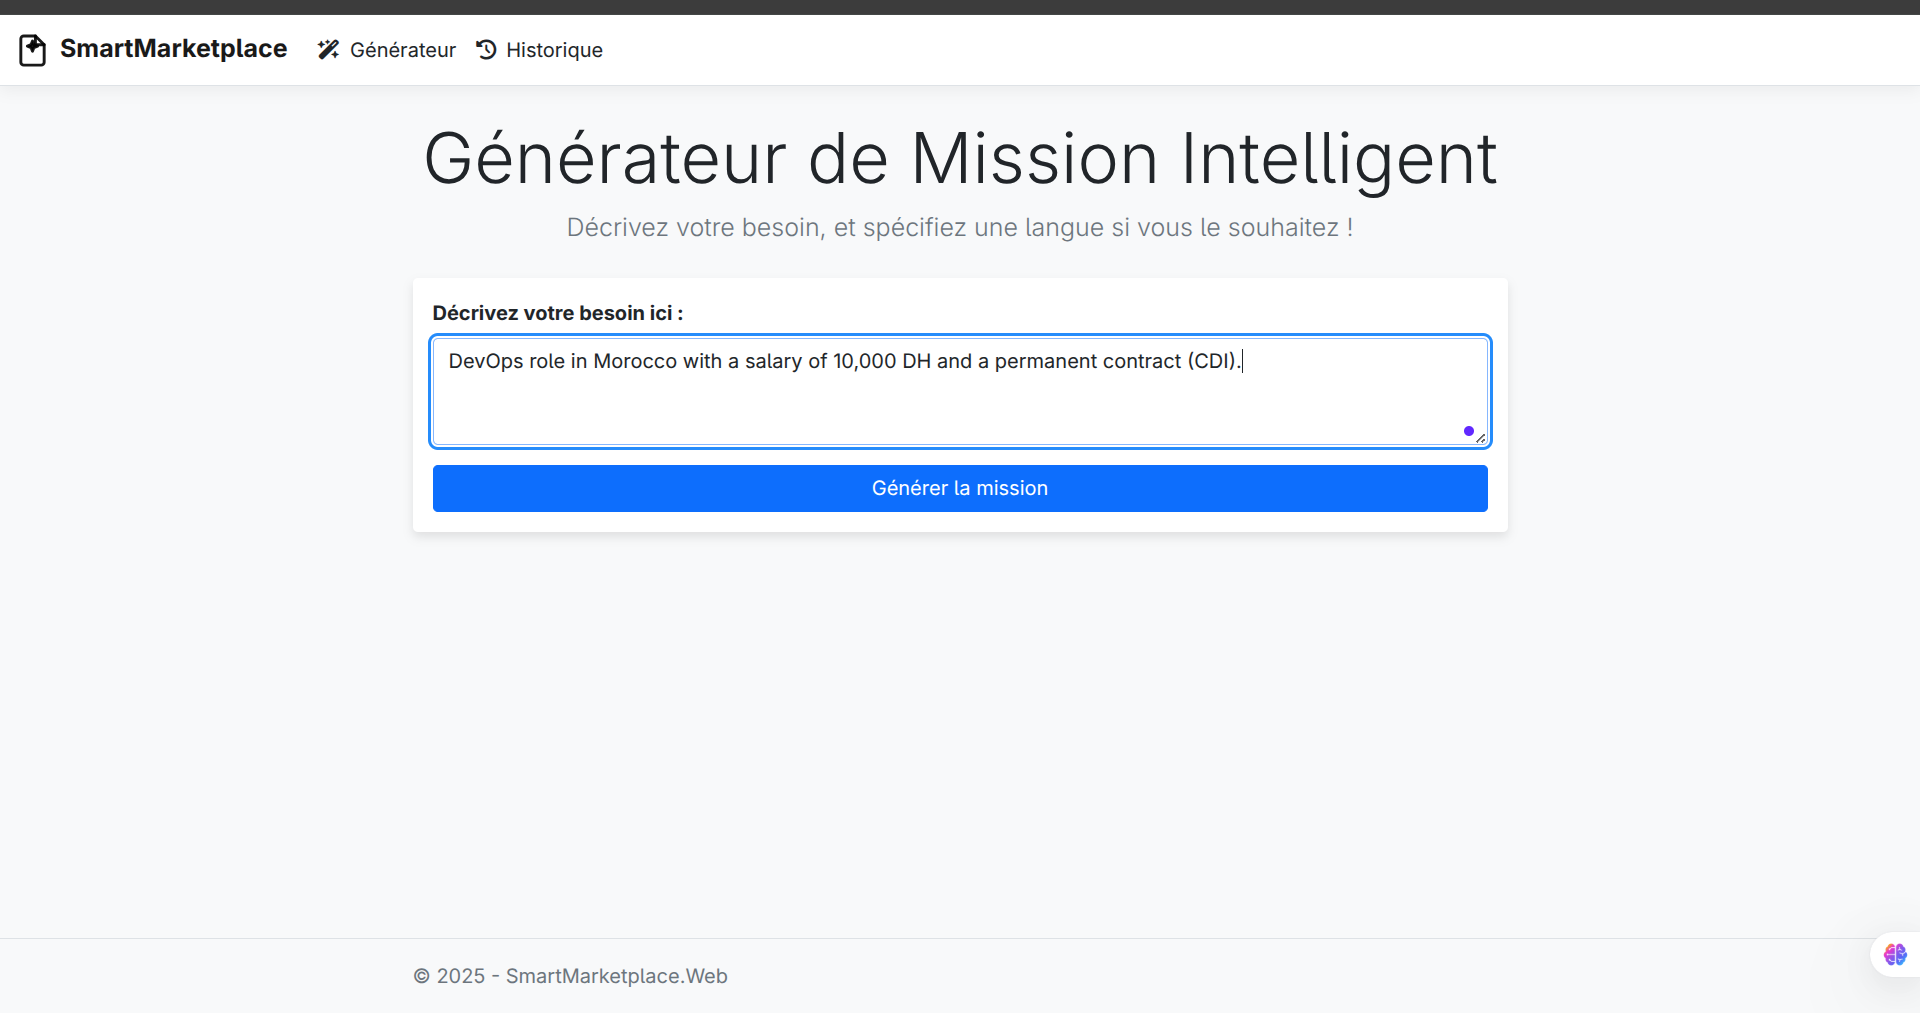 SmartMarketplace Générateur Historique
Générateur de Mission Intelligent
Décrivez votre besoin, et spécifiez une langue si vous le souhaitez !
Décrivez votre besoin ici :
DevOps role in Morocco with a salary of 10,000 DH and a permanent contract (CDI).
Générer la mission
© 2025 - SmartMarketplace.Web